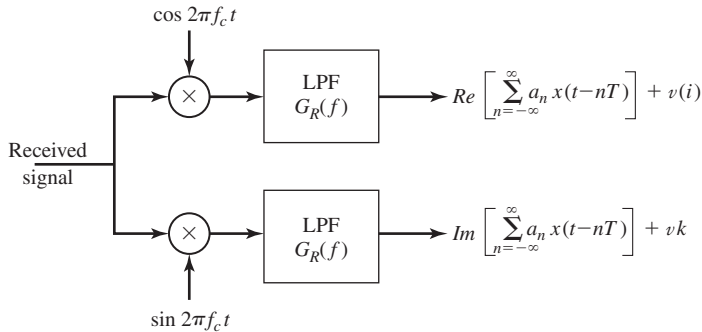 cos 2πf_c t
×
LPF
G_R(f)
Re [ ∑_{n=−∞}^{∞} a_n x(t−nT) ] + v(i)
Received
signal
×
LPF
G_R(f)
Im [ ∑_{n=−∞}^{∞} a_n x(t−nT) ] + vk
sin 2πf_c t